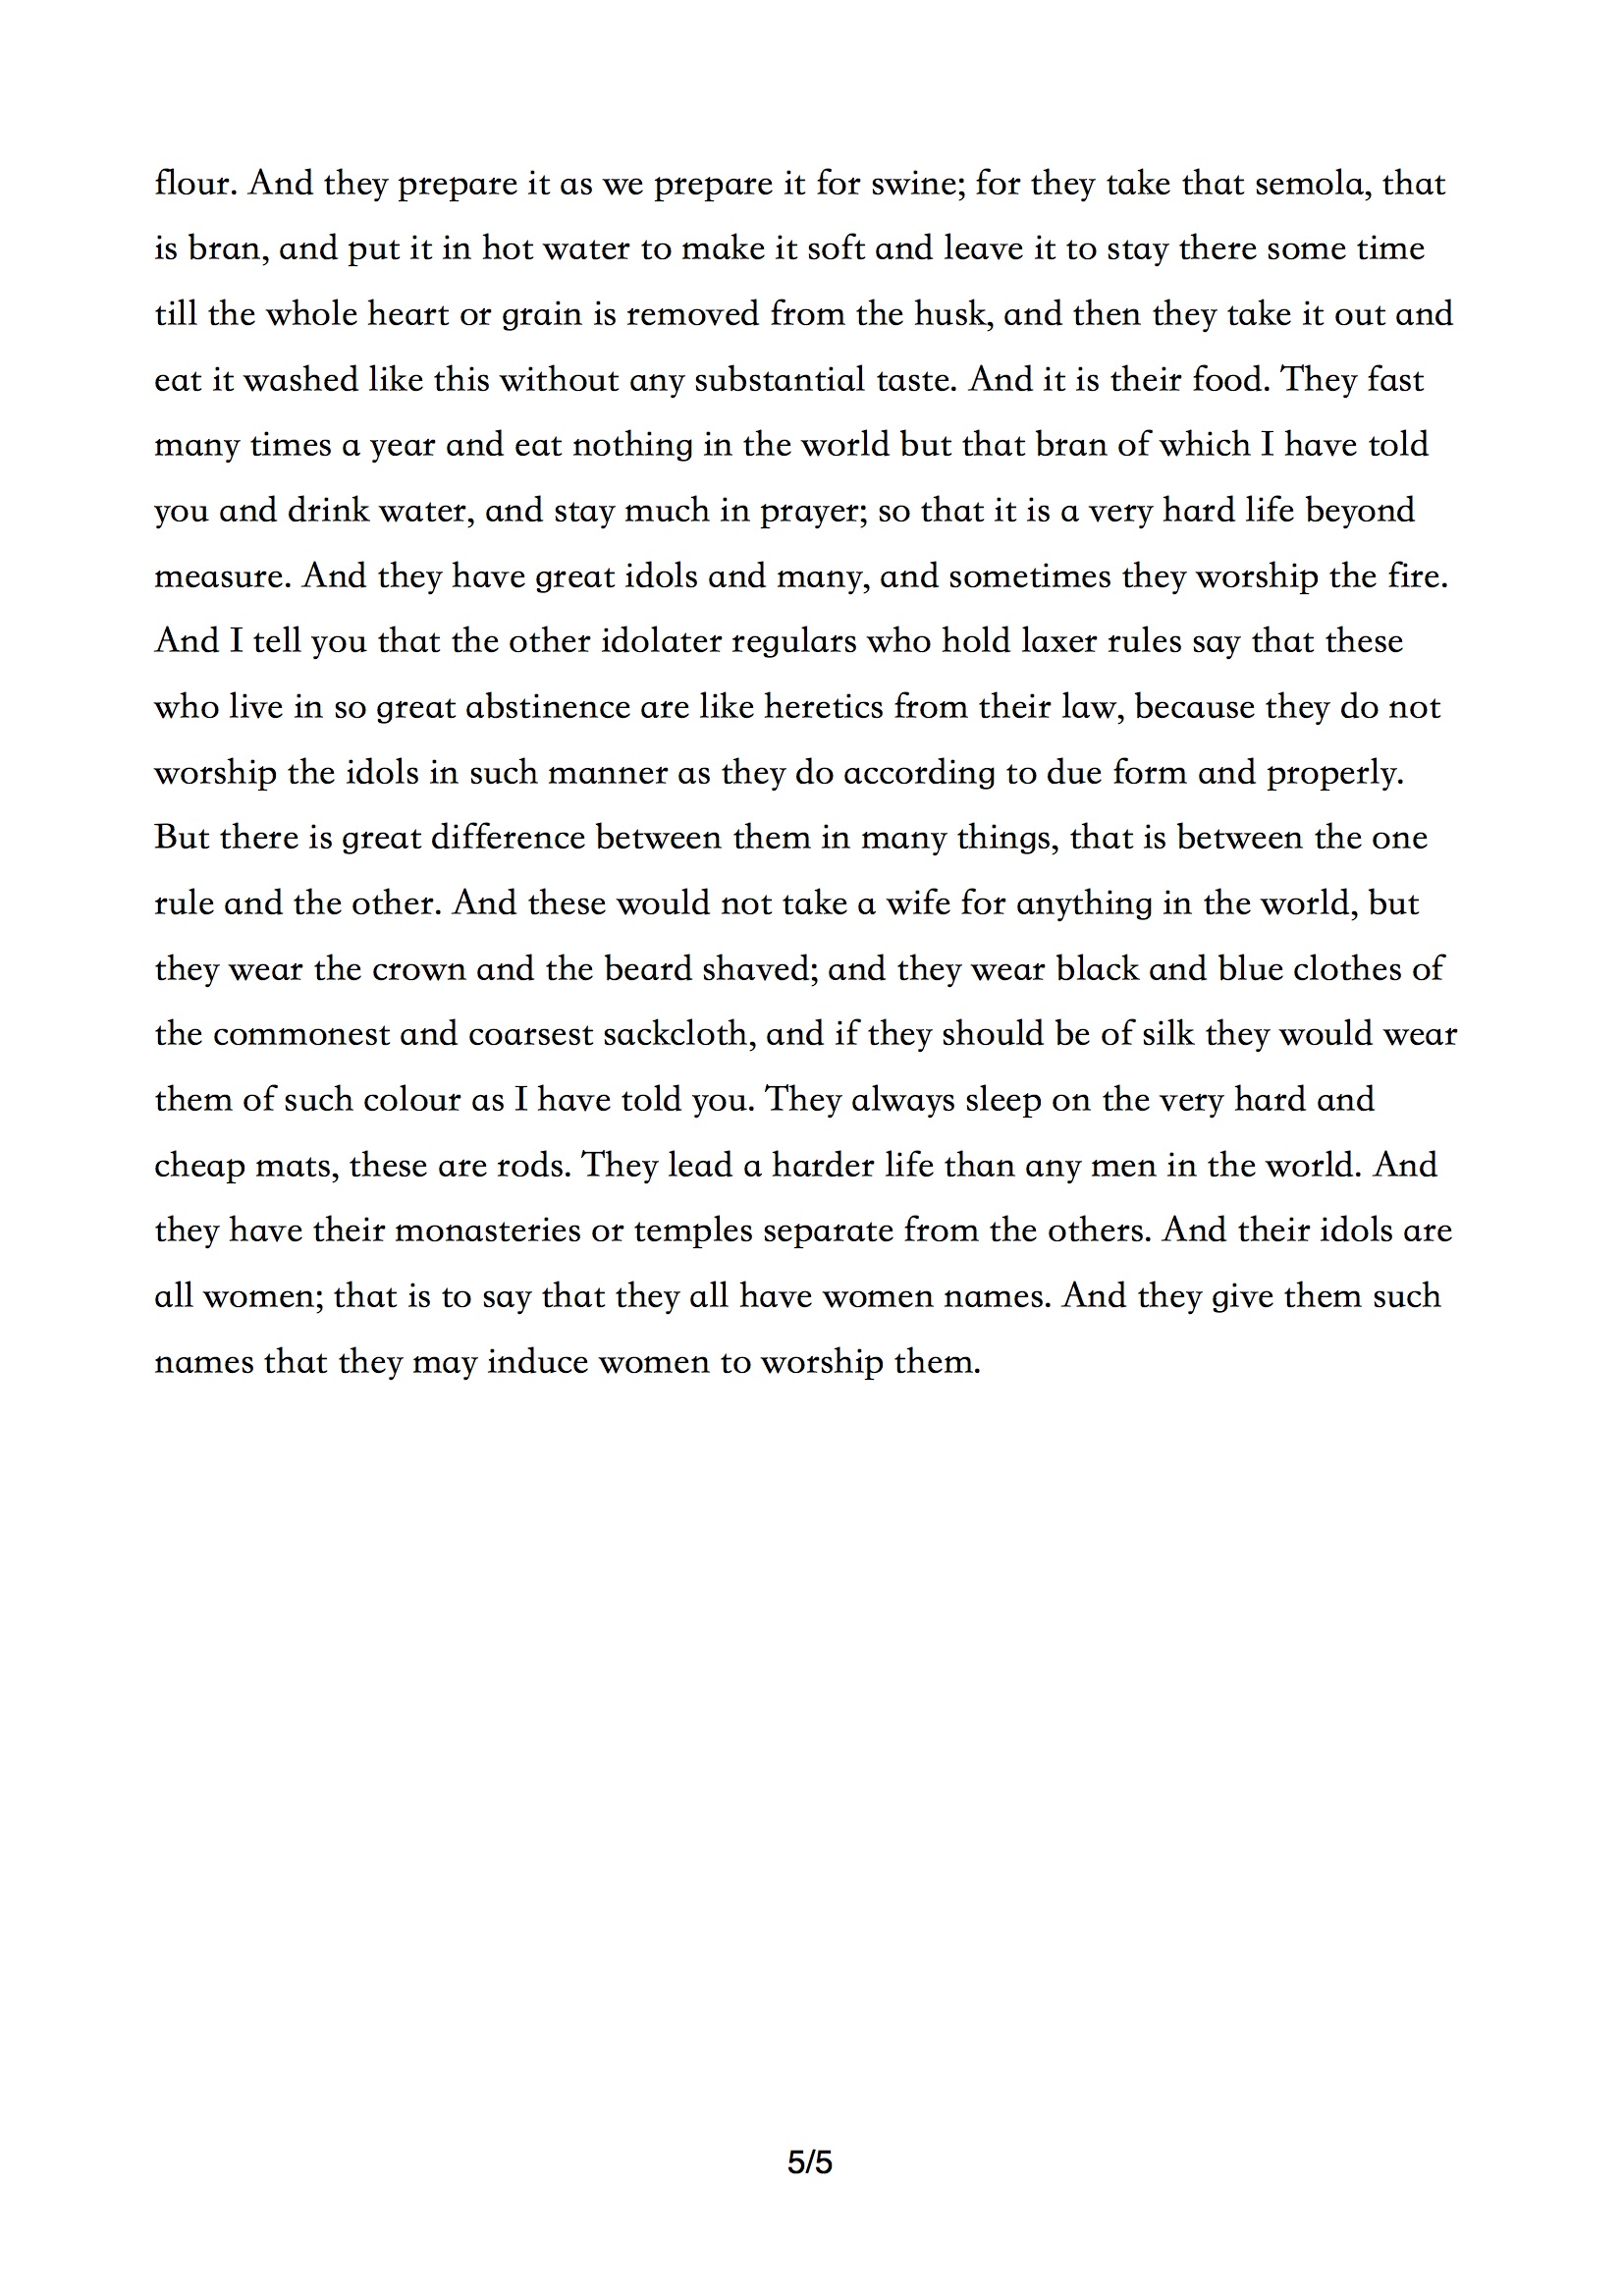 flour. And they prepare it as we prepare it for swine; for they take that semola, that
is bran, and put it in hot water to make it soft and leave it to stay there some time
till the whole heart or grain is removed from the husk, and then they take it out and
eat it washed like this without any substantial taste. And it is their food. They fast
many times a year and eat nothing in the world but that bran of which I have told
you and drink water, and stay much in prayer; so that it is a very hard life beyond
measure. And they have great idols and many, and sometimes they worship the fire.
And I tell you that the other idolater regulars who hold laxer rules say that these
who live in so great abstinence are like heretics from their law, because they do not
worship the idols in such manner as they do according to due form and properly.
But there is great difference between them in many things, that is between the one
rule and the other. And these would not take a wife for anything in the world, but
they wear the crown and the beard shaved; and they wear black and blue clothes of
the commonest and coarsest sackcloth, and if they should be of silk they would wear
them of such colour as I have told you. They always sleep on the very hard and
cheap mats, these are rods. They lead a harder life than any men in the world. And
they have their monasteries or temples separate from the others. And their idols are
all women; that is to say that they all have women names. And they give them such
names that they may induce women to worship them.
5/5